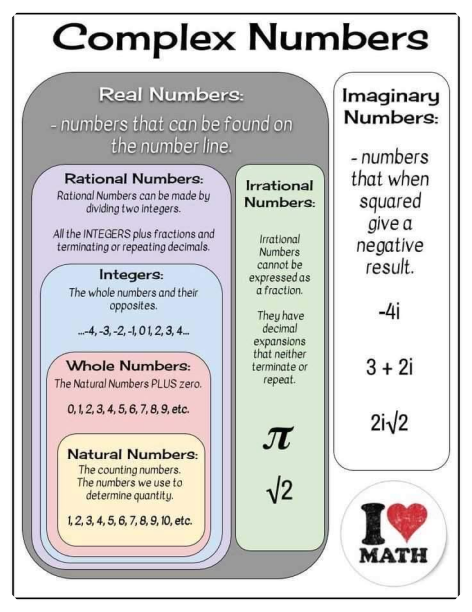 Complex Numbers
Real Numbers:
- numbers that can be found on
the number line.
Rational Numbers:
Rational Numbers can be made by
dividing two integers.
All the INTEGERS plus fractions and
terminating or repeating decimals.
Integers:
The whole numbers and their
opposites.
...-4, -3, -2, -1, 0 1, 2, 3, 4...
Whole Numbers:
The Natural Numbers PLUS zero.
0, 1, 2, 3, 4, 5, 6, 7, 8, 9, etc.
Natural Numbers:
The counting numbers.
The numbers we use to
determine quantity.
1, 2, 3, 4, 5, 6, 7, 8, 9, 10, etc.
Irrational
Numbers:
Irrational
Numbers
cannot be
expressed as
a fraction.
They have
decimal
expansions
that neither
terminate or
repeat.
π
√2
Imaginary
Numbers:
- numbers
that when
squared
give a
negative
result.
-4i
3 + 2i
2i√2
I
MATH